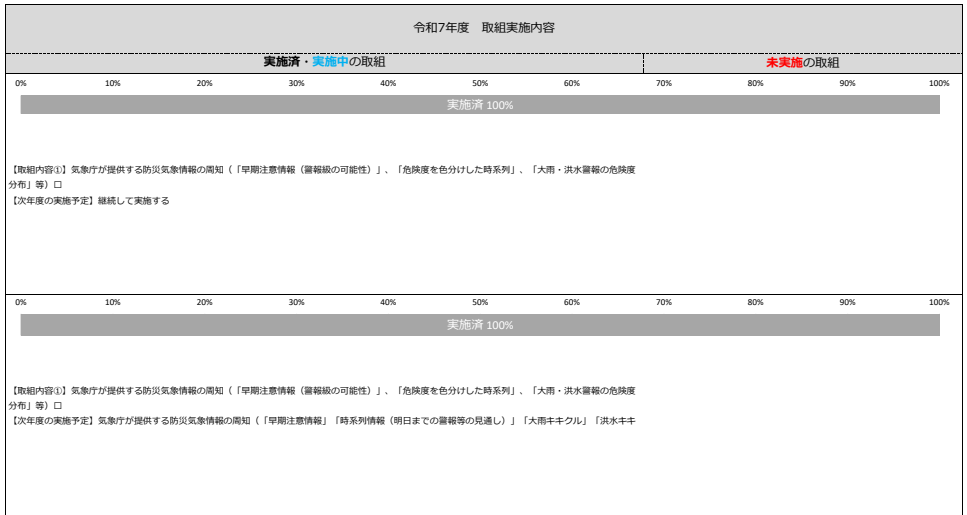 令和7年度　取組実施内容
実施済・実施中の取組
未実施の取組
0% 10% 20% 30% 40% 50% 60% 70% 80% 90% 100%
実施済 100%
【取組内容①】気象庁が提供する防災気象情報の周知（「早期注意情報（警報級の可能性）」、「危険度を色分けした時系列」、「大雨・洪水警報の危険度
分布」等）口
【次年度の実施予定】継続して実施する
0% 10% 20% 30% 40% 50% 60% 70% 80% 90% 100%
実施済 100%
【取組内容①】気象庁が提供する防災気象情報の周知（「早期注意情報（警報級の可能性）」、「危険度を色分けした時系列」、「大雨・洪水警報の危険度
分布」等）口
【次年度の実施予定】気象庁が提供する防災気象情報の周知（「早期注意情報」「時系列情報（明日までの警報等の見通し）」「大雨キキクル」「洪水キキ